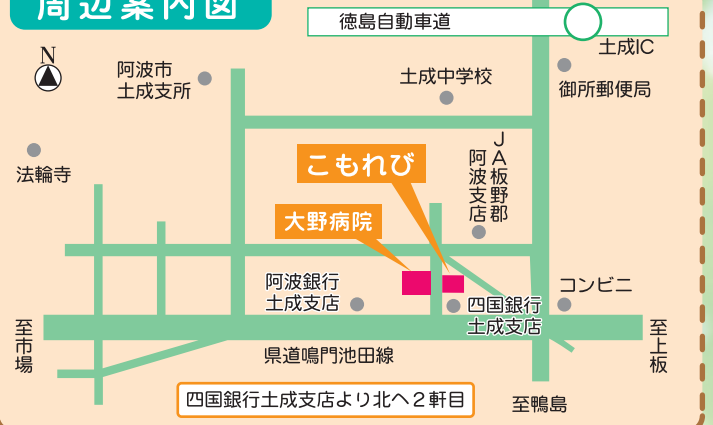 周辺案内図
徳島自動車道
土成IC
N
阿波市
土成支所
土成中学校
御所郵便局
法輪寺
こもれび
JA板野郡
阿波支店
大野病院
阿波銀行
土成支店
四国銀行
土成支店
コンビニ
至市場
至上板
県道鳴門池田線
四国銀行土成支店より北へ2軒目
至鴨島